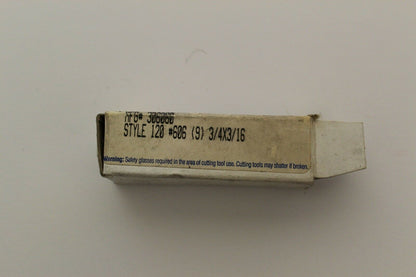 MFG# 306086
STYLE 120 #606 (9) 3/4X3/16
Warning: Safety glasses required in the area of cutting tool use. Cutting tools may shatter if broken.